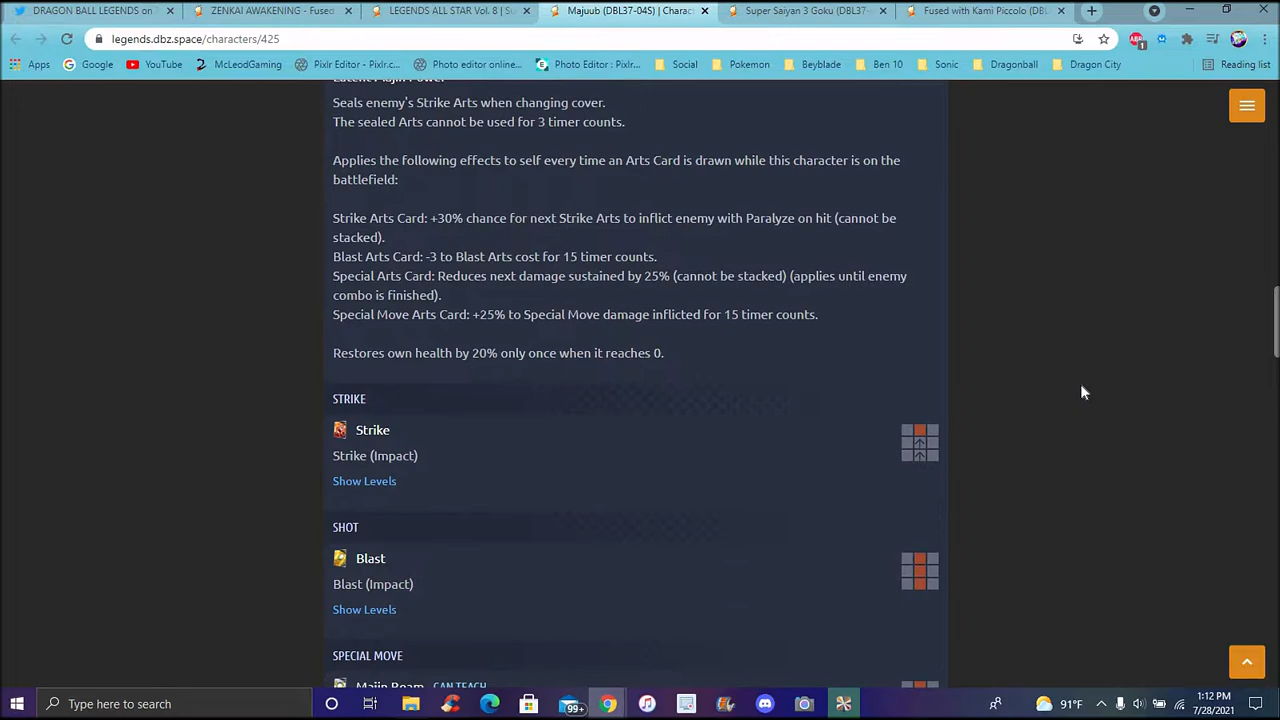 DRAGON BALL LEGENDS on
ZENKAI AWAKENING - Fused
LEGENDS ALL STAR Vol. 8 | Su
Majuub (DBL37-04S) | Charac
Super Saiyan 3 Goku (DBL37-
Fused with Kami Piccolo (DBL
legends.dbz.space/characters/425
Apps
Google
YouTube
McLeodGaming
Pixlr Editor - Pixlr.c...
Photo editor online...
Photo Editor : Pixlr...
Social
Pokemon
Beyblade
Ben 10
Sonic
Dragonball
Dragon City
Reading list
Latent Majin Power
Seals enemy's Strike Arts when changing cover.
The sealed Arts cannot be used for 3 timer counts.
Applies the following effects to self every time an Arts Card is drawn while this character is on the
battlefield:
Strike Arts Card: +30% chance for next Strike Arts to inflict enemy with Paralyze on hit (cannot be
stacked).
Blast Arts Card: -3 to Blast Arts cost for 15 timer counts.
Special Arts Card: Reduces next damage sustained by 25% (cannot be stacked) (applies until enemy
combo is finished).
Special Move Arts Card: +25% to Special Move damage inflicted for 15 timer counts.
Restores own health by 20% only once when it reaches 0.
STRIKE
Strike
Strike (Impact)
Show Levels
SHOT
Blast
Blast (Impact)
Show Levels
SPECIAL MOVE
Majin Beam CAN TEACH
Type here to search
99+
91°F
1:12 PM
7/28/2021